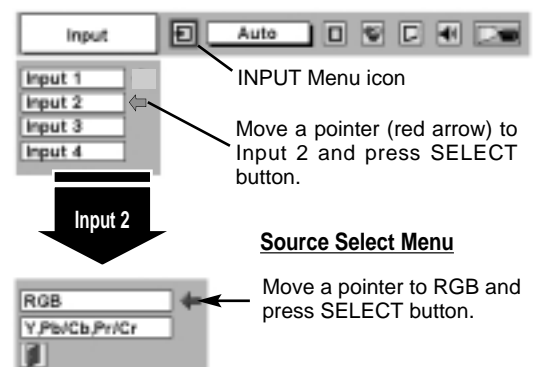 Input
Auto
INPUT Menu icon
Input 1
Input 2
Input 3
Input 4
Move a pointer (red arrow) to
Input 2 and press SELECT
button.
Input 2
Source Select Menu
Move a pointer to RGB and
press SELECT button.
RGB
Y,Pb/Cb,Pr/Cr